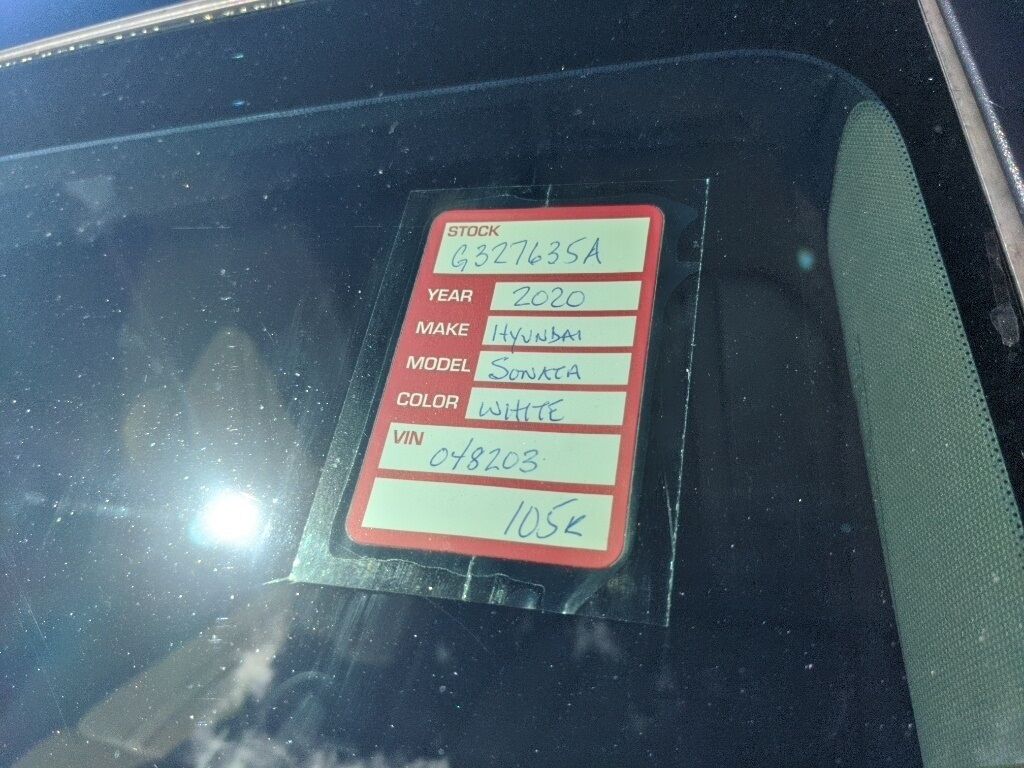 STOCK
G327635A
YEAR 2020
MAKE HYUNDAI
MODEL SONATA
COLOR WHITE
VIN
048203
105K